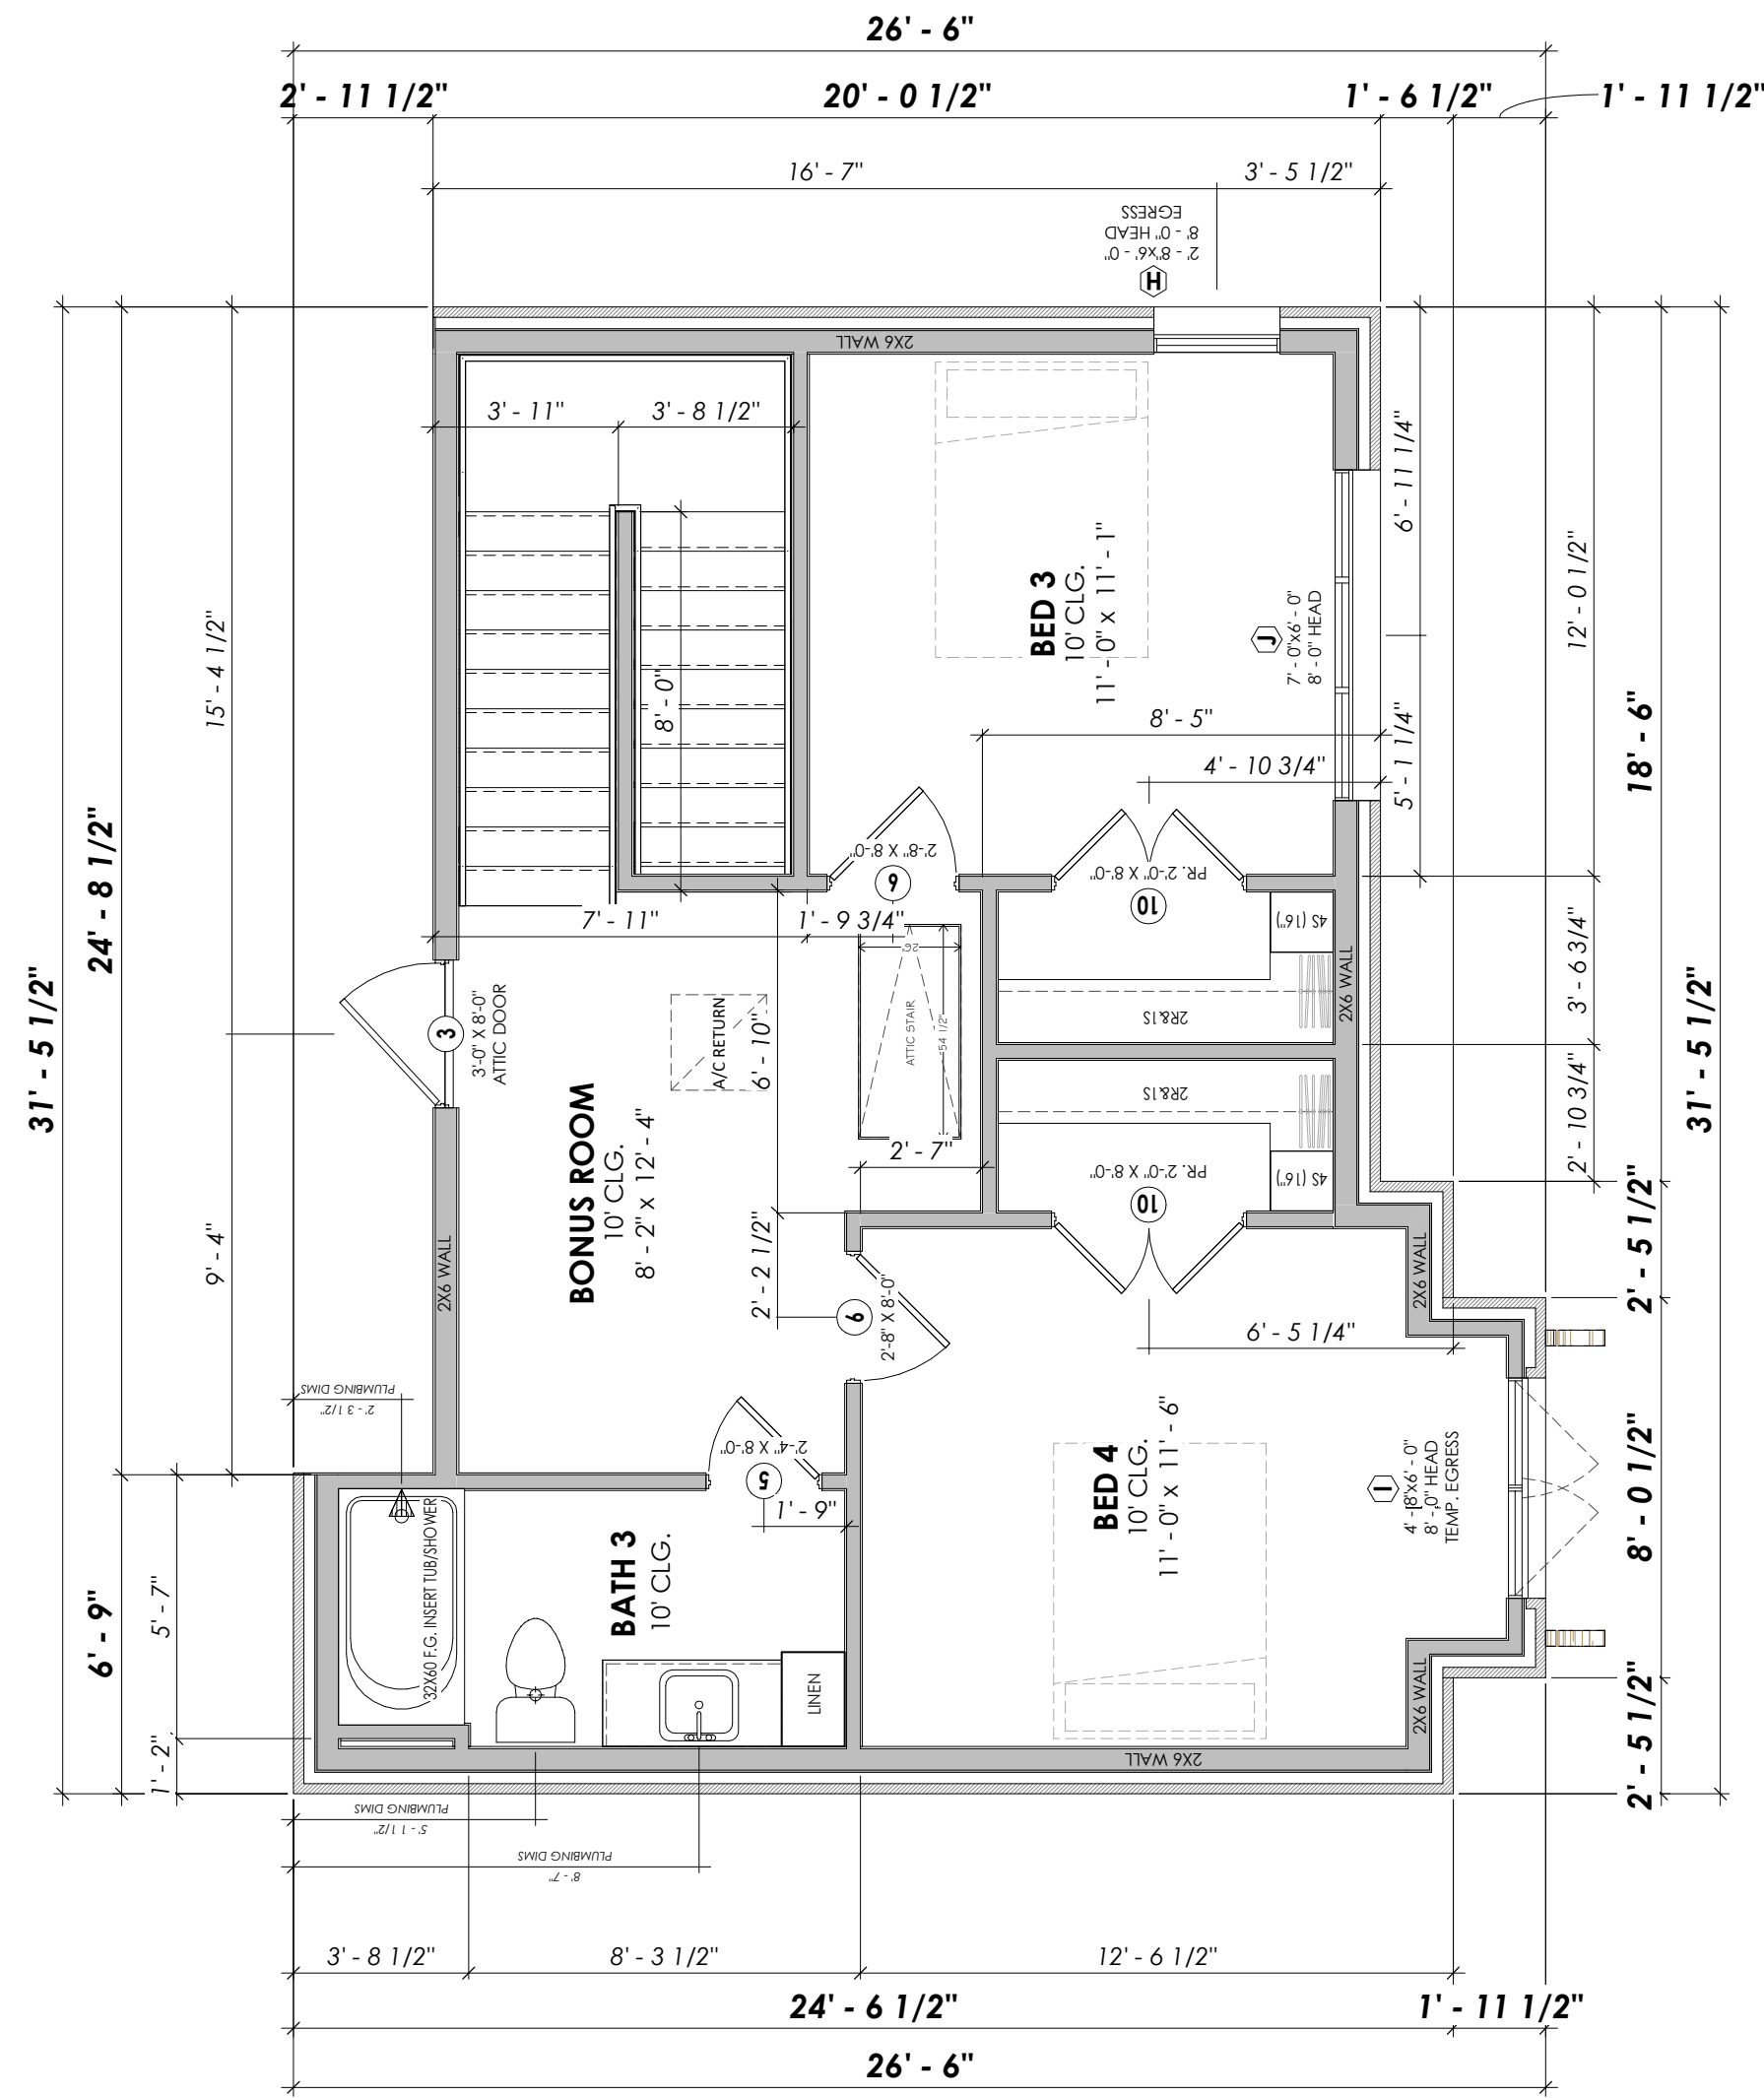 26' - 6"
2' - 11 1/2"
20' - 0 1/2"
1' - 6 1/2"
1' - 11 1/2"
16' - 7"
3' - 5 1/2"
2' - 8"x6' - 0"
8' - 0" HEAD
EGRESS
H
2X6 WALL
3' - 11"
3' - 8 1/2"
8' - 0"
BED 3
10' CLG.
11' - 0" x 11' - 1"
J
7' - 0"x6' - 0"
8' - 0" HEAD
6' - 11 1/4"
5' - 1 1/4"
12' - 0 1/2"
18' - 6"
15' - 4 1/2"
24' - 8 1/2"
31' - 5 1/2"
8' - 5"
4' - 10 3/4"
2'-8" X 8'-0"
6
PR. 2'-0" X 8'-0"
10
7' - 11"
1' - 9 3/4"
4S (16")
2R&1S
2X6 WALL
3' - 6 3/4"
31' - 5 1/2"
3
3'-0" X 8'-0"
ATTIC DOOR
A/C RETURN
6' - 10"
26"
ATTIC STAIR
54 1/2"
2' - 7"
2R&1S
4S (16")
PR. 2'-0" X 8'-0"
10
2' - 10 3/4"
2' - 5 1/2"
BONUS ROOM
10' CLG.
8' - 2" x 12' - 4"
9' - 4"
2X6 WALL
2' - 2 1/2"
6
2'-8" X 8'-0"
6' - 5 1/4"
2X6 WALL
PLUMBING DIMS
2' - 3 1/2"
2'-4" X 8'-0"
5
1' - 9"
BED 4
10' CLG.
11' - 0" x 11' - 6"
I
4' - 8"x6' - 0"
8' - 0" HEAD
TEMP. EGRESS
8' - 0 1/2"
6' - 9"
5' - 7"
1' - 2"
32X60 F.G. INSERT TUB/SHOWER
BATH 3
10' CLG.
LINEN
2X6 WALL
2X6 WALL
2' - 5 1/2"
PLUMBING DIMS
5' - 1 1/2"
PLUMBING DIMS
8' - 7"
3' - 8 1/2"
8' - 3 1/2"
12' - 6 1/2"
24' - 6 1/2"
1' - 11 1/2"
26' - 6"